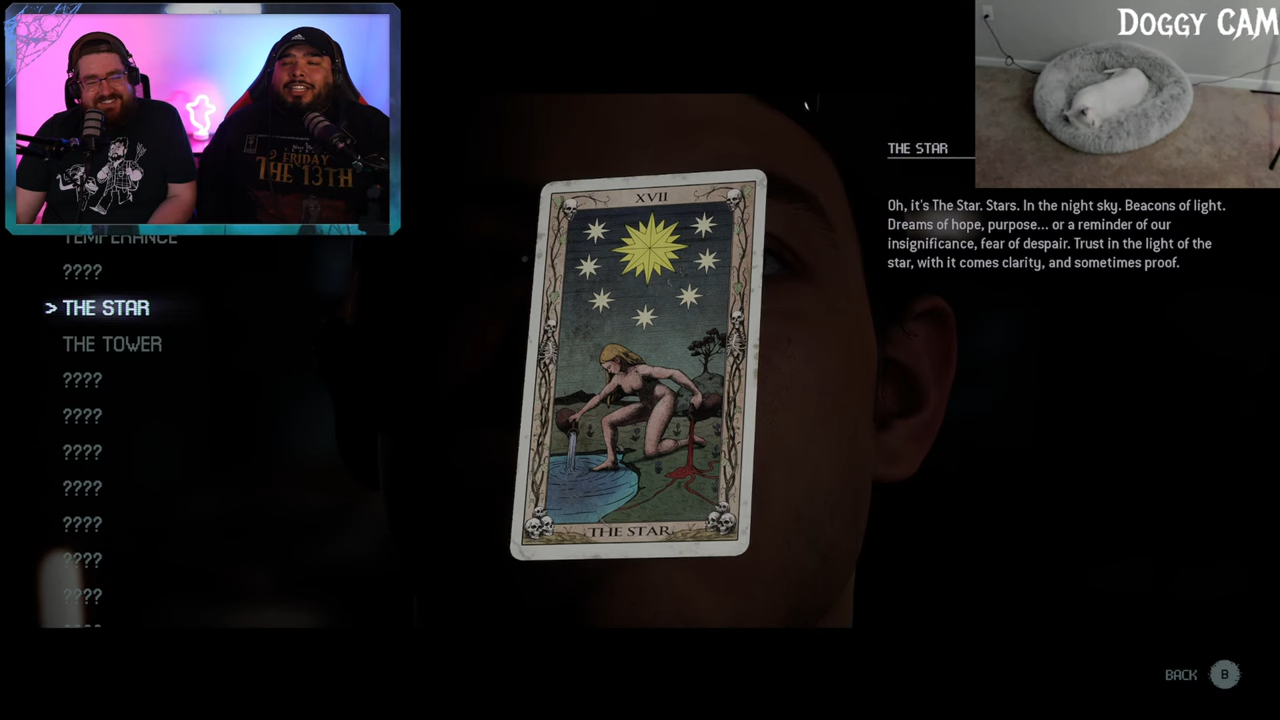 DOGGY CAM
FRIDAY
THE 13TH
THE STAR
Oh, it's The Star. Stars. In the night sky. Beacons of light.
Dreams of hope, purpose... or a reminder of our
insignificance, fear of despair. Trust in the light of the
star, with it comes clarity, and sometimes proof.
TEMPERANCE
????
> THE STAR
THE TOWER
????
????
????
????
????
????
????
XVII
THE STAR
BACK B